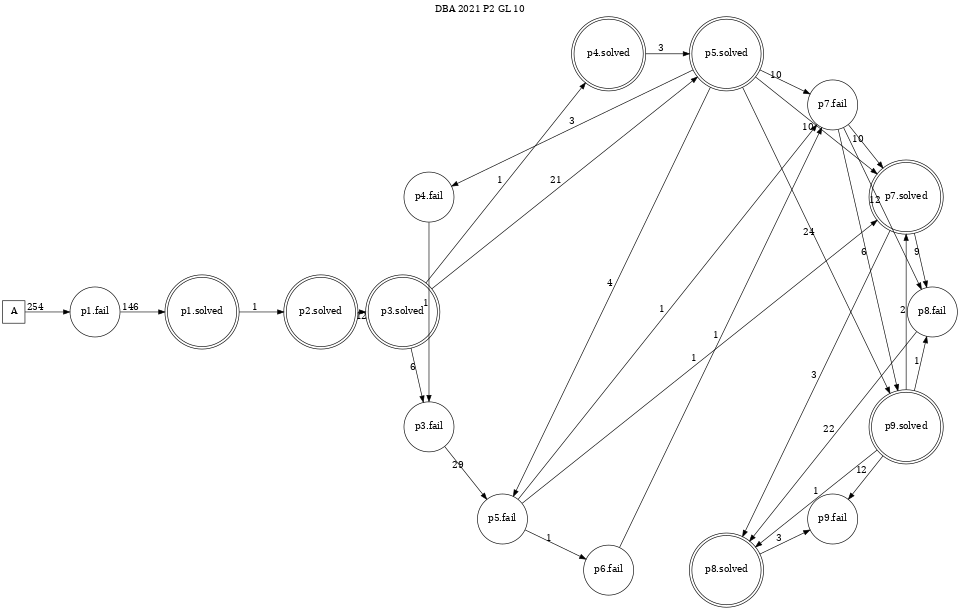 DBA 2021 P2 GL 10
p4.solved
3
p5.solved
10
p7.fail
3
10
10
1
21
p4.fail
12
p7.solved
24
6
9
4
A
254
p1.fail
146
p1.solved
1
p2.solved
12
p3.solved
1
1
2
p8.fail
1
1
6
3
1
p3.fail
22
p9.solved
29
1
12
p5.fail
1
p9.fail
3
p6.fail
p8.solved